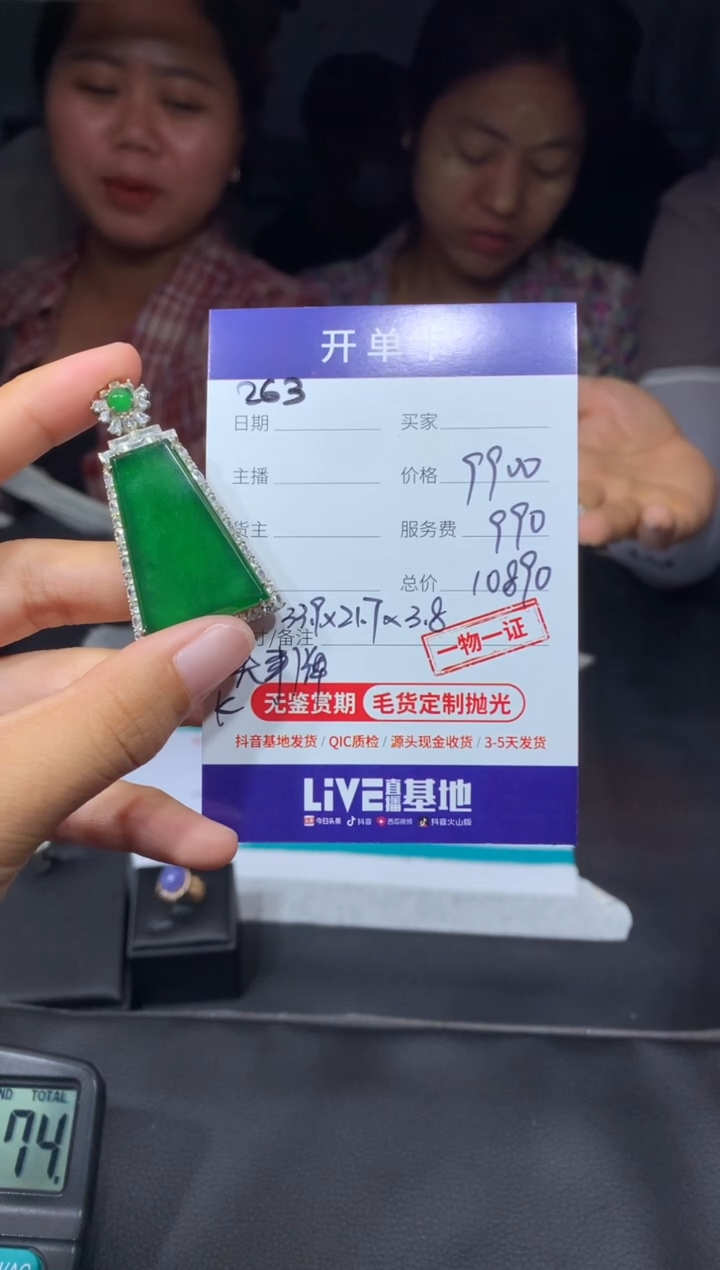 开单
263
日期 买家
主播 价格 9900
货主 服务费 990
总价 10890
33.9×21.7×3.8
寸/备注
一物一证
无鉴赏期 毛货定制抛光
抖音基地发货 / QIC质检 / 源头现金收货 / 3-5天发货
LiVE直播基地
今日头条 抖音 西瓜视频 抖音火山版
ND TOTAL
74.